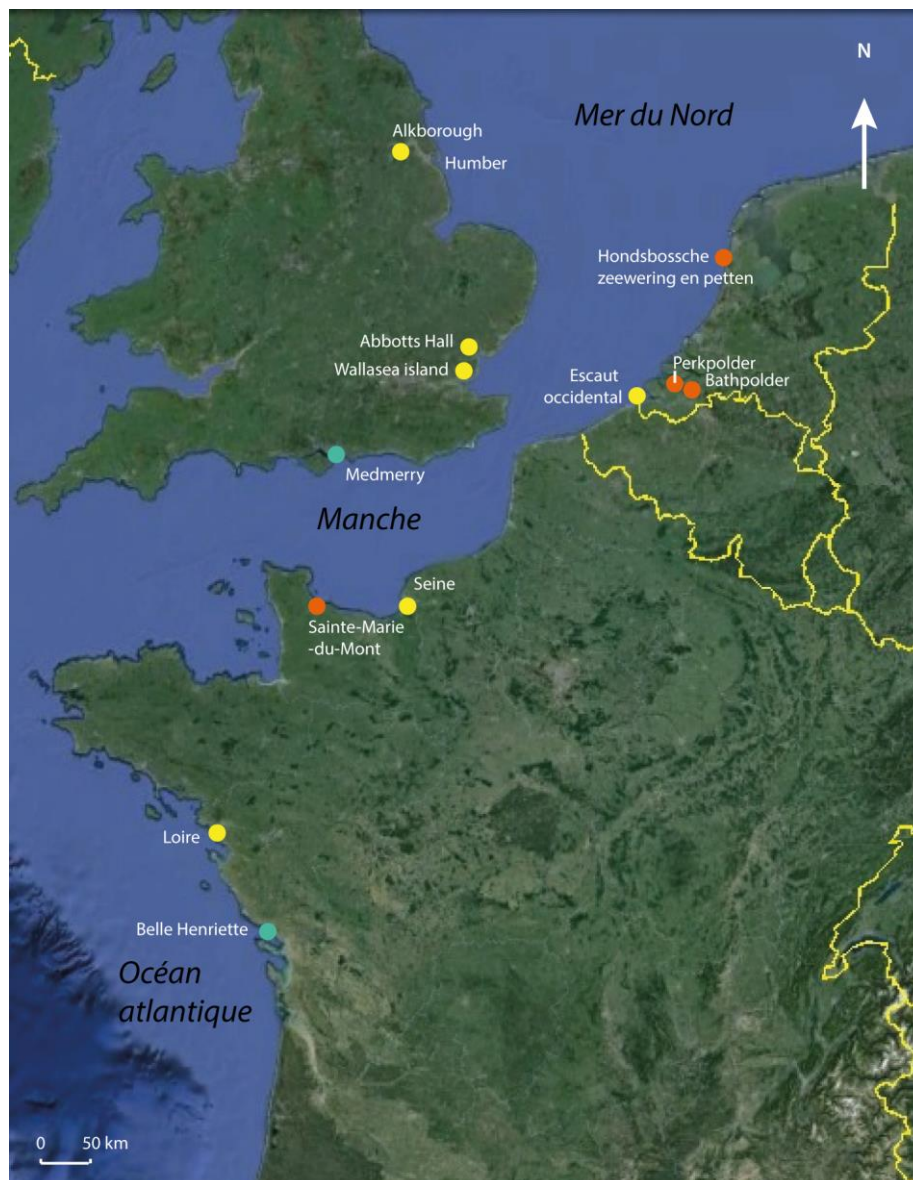 N
Mer du Nord
Alkborough
Humber
Hondsbossche
zeewering en petten
Abbotts Hall
Wallasea island
Perkpolder
Bathpolder
Escaut
occidental
Medmerry
Manche
Seine
Sainte-Marie
-du-Mont
Loire
Belle Henriette
Océan
atlantique
0 50 km